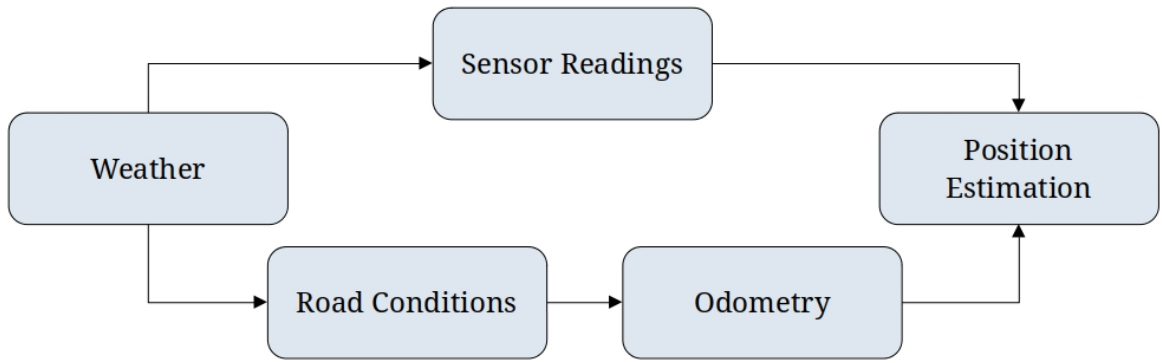 Sensor Readings
Weather
Position
Estimation
Road Conditions
Odometry